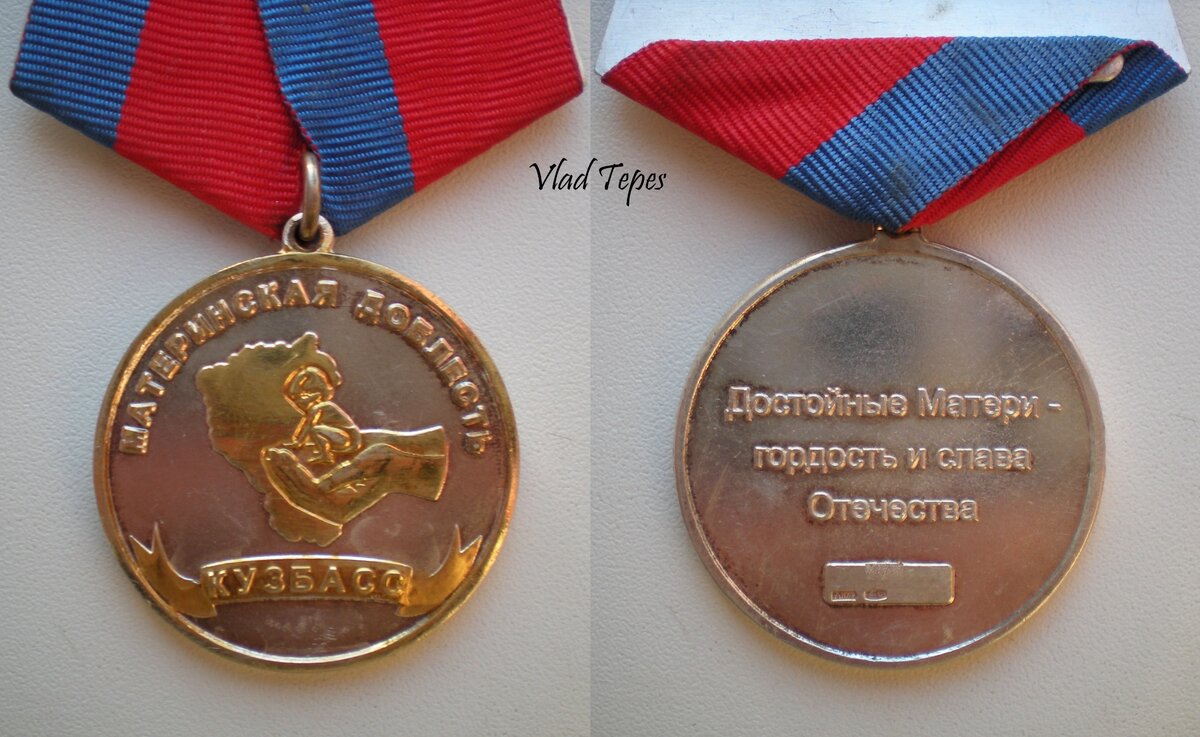 МАТЕРИНСКАЯ ДОБЛЕСТЬ
КУЗБАСС
Vlad Tepes
Достойные Матери -
гордость и слава
Отечества